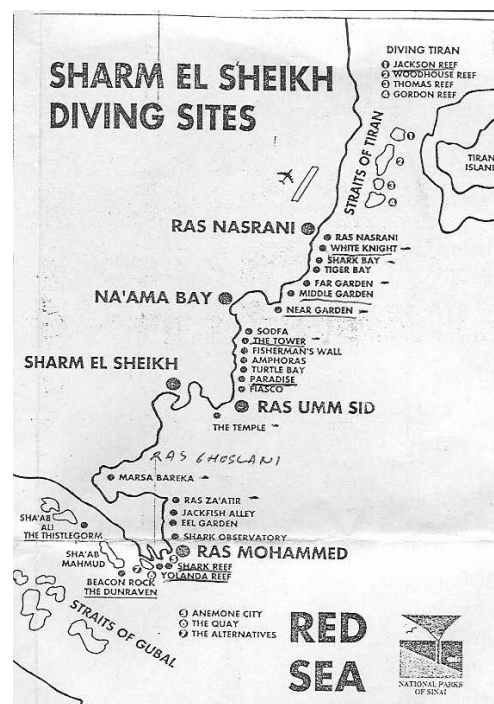 SHARM EL SHEIKH
DIVING SITES
DIVING TIRAN
1 JACKSON REEF
2 WOODHOUSE REEF
3 THOMAS REEF
4 GORDON REEF
1
2
3
4
STRAITS OF TIRAN
TIRAN
ISLAND
RAS NASRANI
RAS NASRANI
WHITE KNIGHT
SHARK BAY
TIGER BAY
FAR GARDEN
MIDDLE GARDEN
NA'AMA BAY
NEAR GARDEN
SODFA
THE TOWER
FISHERMAN'S WALL
AMPHORAS
TURTLE BAY
PARADISE
FIASCO
SHARM EL SHEIKH
RAS UMM SID
THE TEMPLE
RAS GHOSLANI
MARSA BAREKA
RAS ZA'ATIR
JACKFISH ALLEY
EEL GARDEN
SHARK OBSERVATORY
SHA'AB
ALI
THE THISTLEGORM
RAS MOHAMMED
SHA'AB
MAHMUD
SHARK REEF
YOLANDA REEF
BEACON ROCK
THE DUNRAVEN
STRAITS OF GUBAL
5 ANEMONE CITY
6 THE QUAY
7 THE ALTERNATIVES
RED
SEA
NATIONAL PARKS
OF SINAI